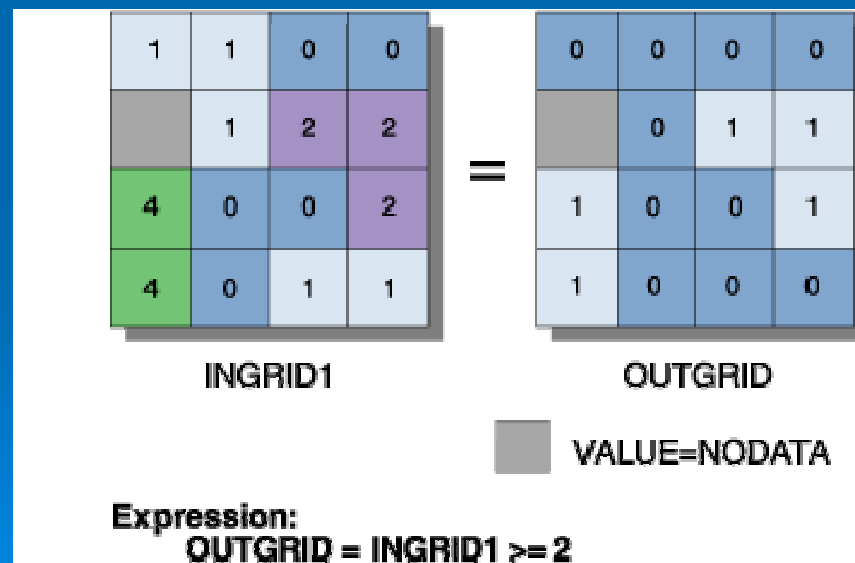 1 1 0 0 0 0 0 0
1 2 2 = 0 1 1
4 0 0 2 1 0 0 1
4 0 1 1 1 0 0 0
INGRID1 OUTGRID
VALUE=NODATA
Expression:
OUTGRID = INGRID1 >= 2